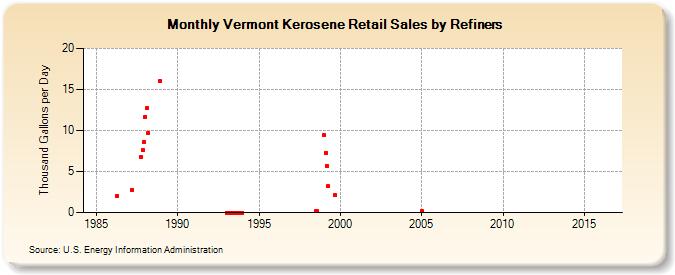 Monthly Vermont Kerosene Retail Sales by Refiners
Thousand Gallons per Day
20
15
10
5
0
1985 1990 1995 2000 2005 2010 2015
Source: U.S. Energy Information Administration